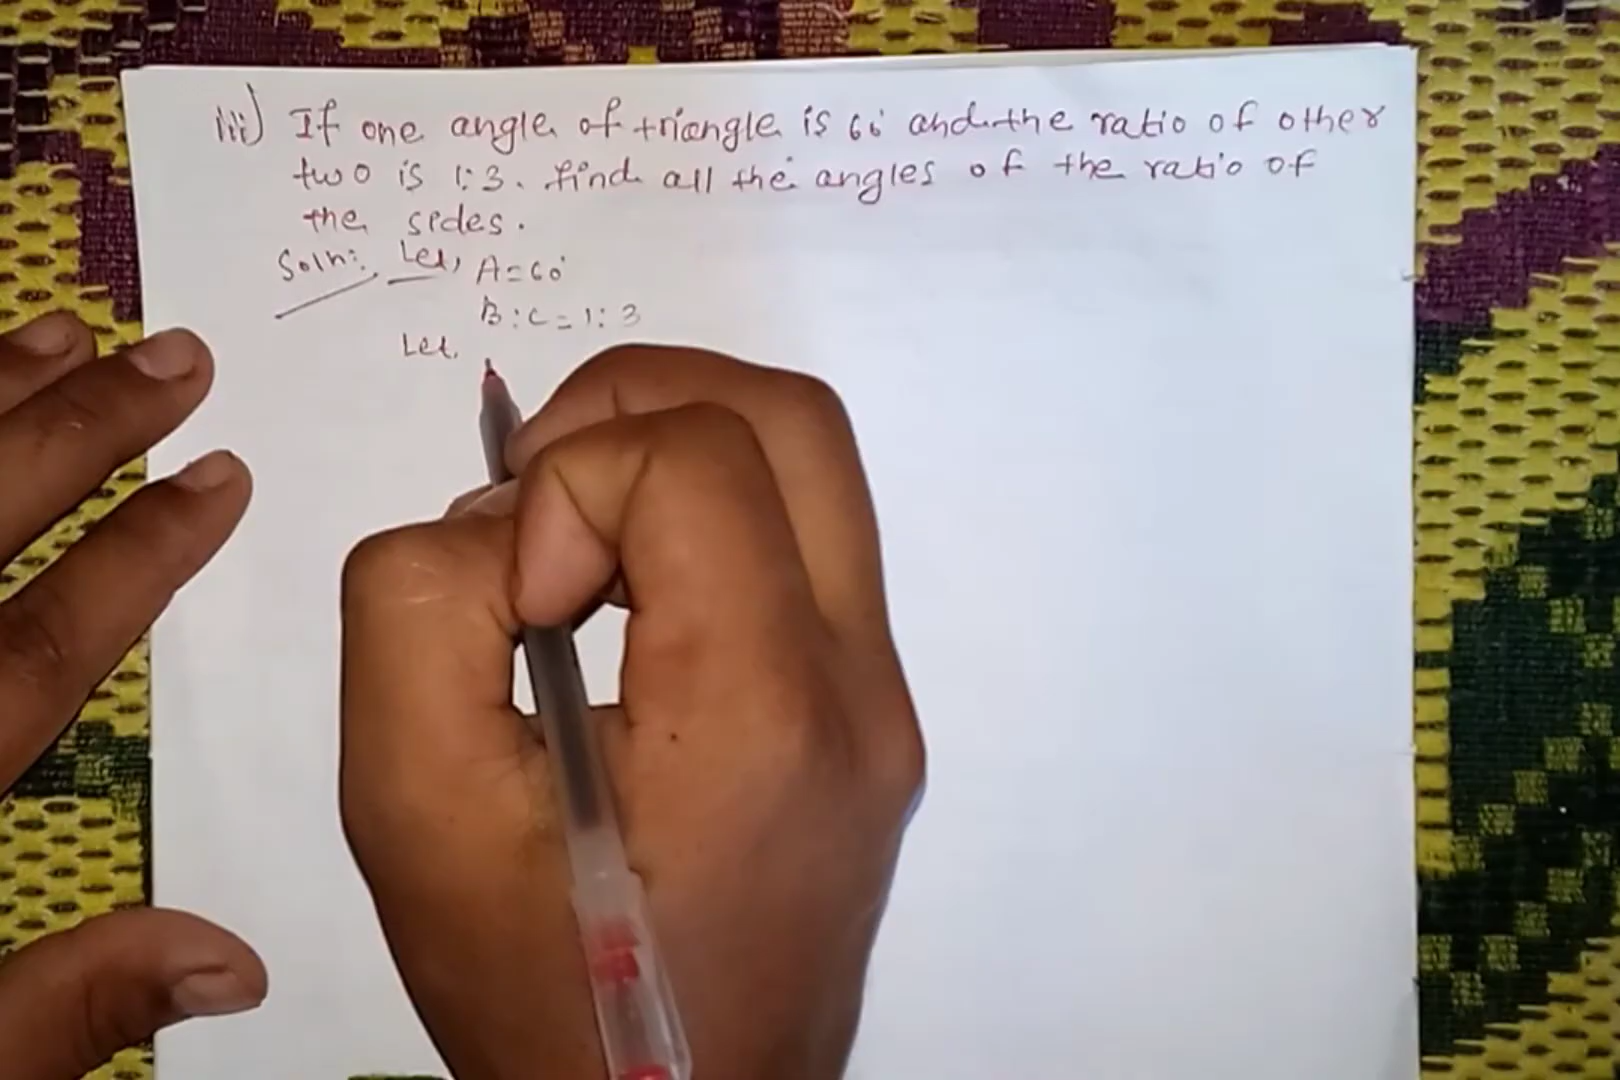 iii) If one angle of triangle is 60° and the ratio of other
two is 1:3. find all the angles of the ratio of
the sides.
Soln: Let, A=60°
B:C=1:3
Let,